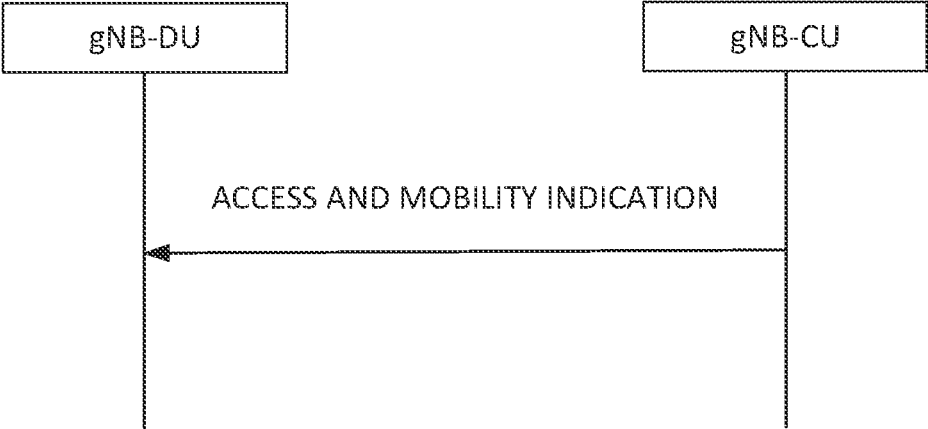 gNB-DU
gNB-CU
ACCESS AND MOBILITY INDICATION